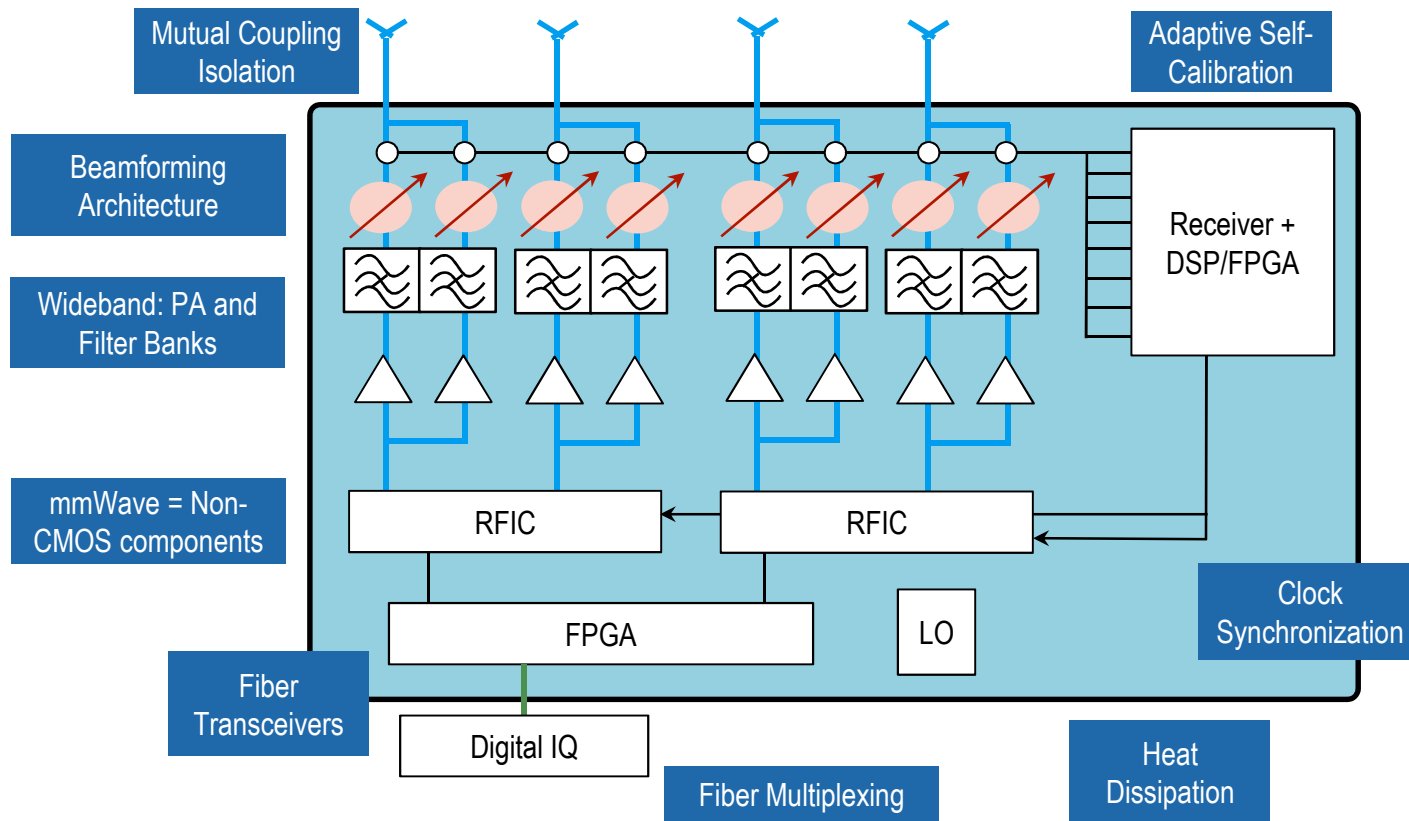 Mutual Coupling
Isolation
Adaptive Self-
Calibration
Beamforming
Architecture
Receiver +
DSP/FPGA
Wideband: PA and
Filter Banks
mmWave = Non-
CMOS components
RFIC
RFIC
Clock
Synchronization
FPGA
LO
Fiber
Transceivers
Digital IQ
Heat
Dissipation
Fiber Multiplexing